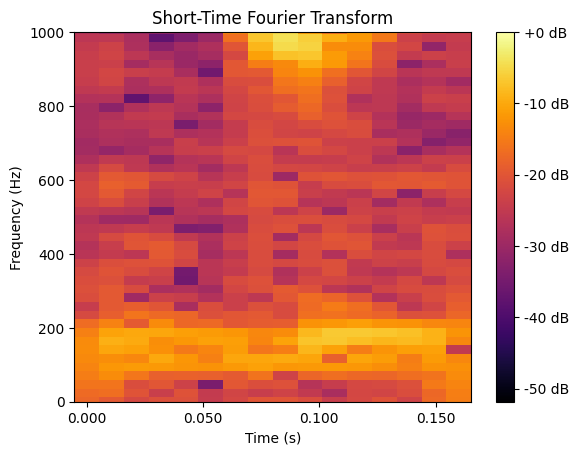 Short-Time Fourier Transform
1000
800
600
400
200
0
Frequency (Hz)
0.000
0.050
0.100
0.150
Time (s)
+0 dB
-10 dB
-20 dB
-30 dB
-40 dB
-50 dB